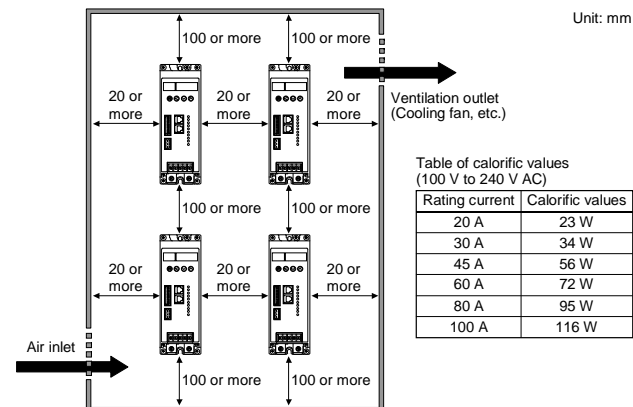 Unit: mm
100 or more
100 or more
20 or
more
20 or
more
20 or
more
Ventilation outlet
(Cooling fan, etc.)
Table of calorific values
(100 V to 240 V AC)
Rating current Calorific values
20 A 23 W
30 A 34 W
45 A 56 W
60 A 72 W
80 A 95 W
100 A 116 W
100 or more
100 or more
20 or
more
20 or
more
20 or
more
Air inlet
100 or more
100 or more